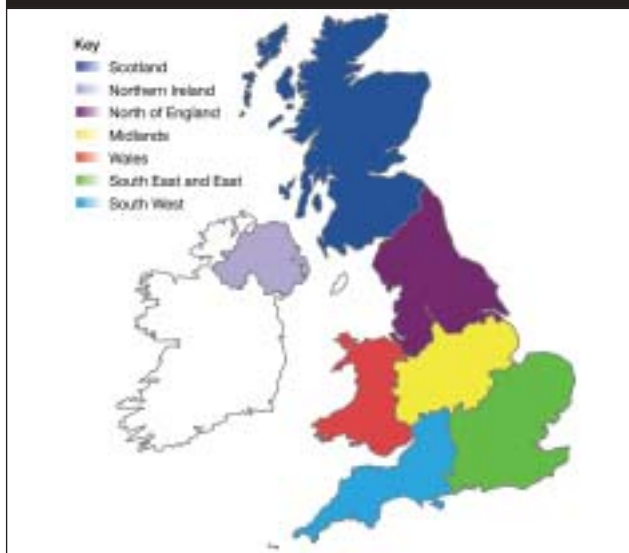 Key
Scotland
Northern Ireland
North of England
Midlands
Wales
South East and East
South West